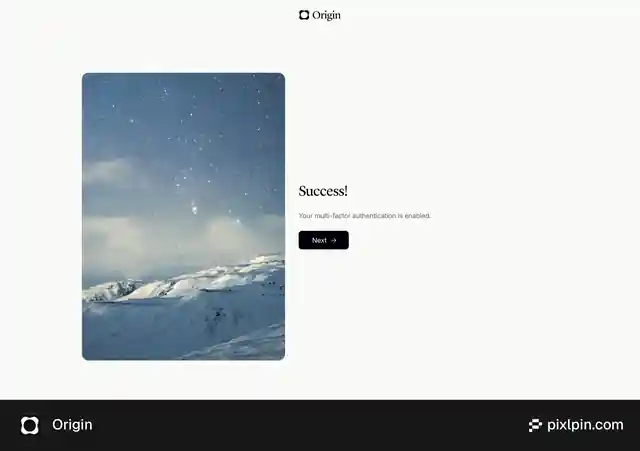 Origin
Success!
Your multi-factor authentication is enabled.
Next →
Origin
pixlpin.com